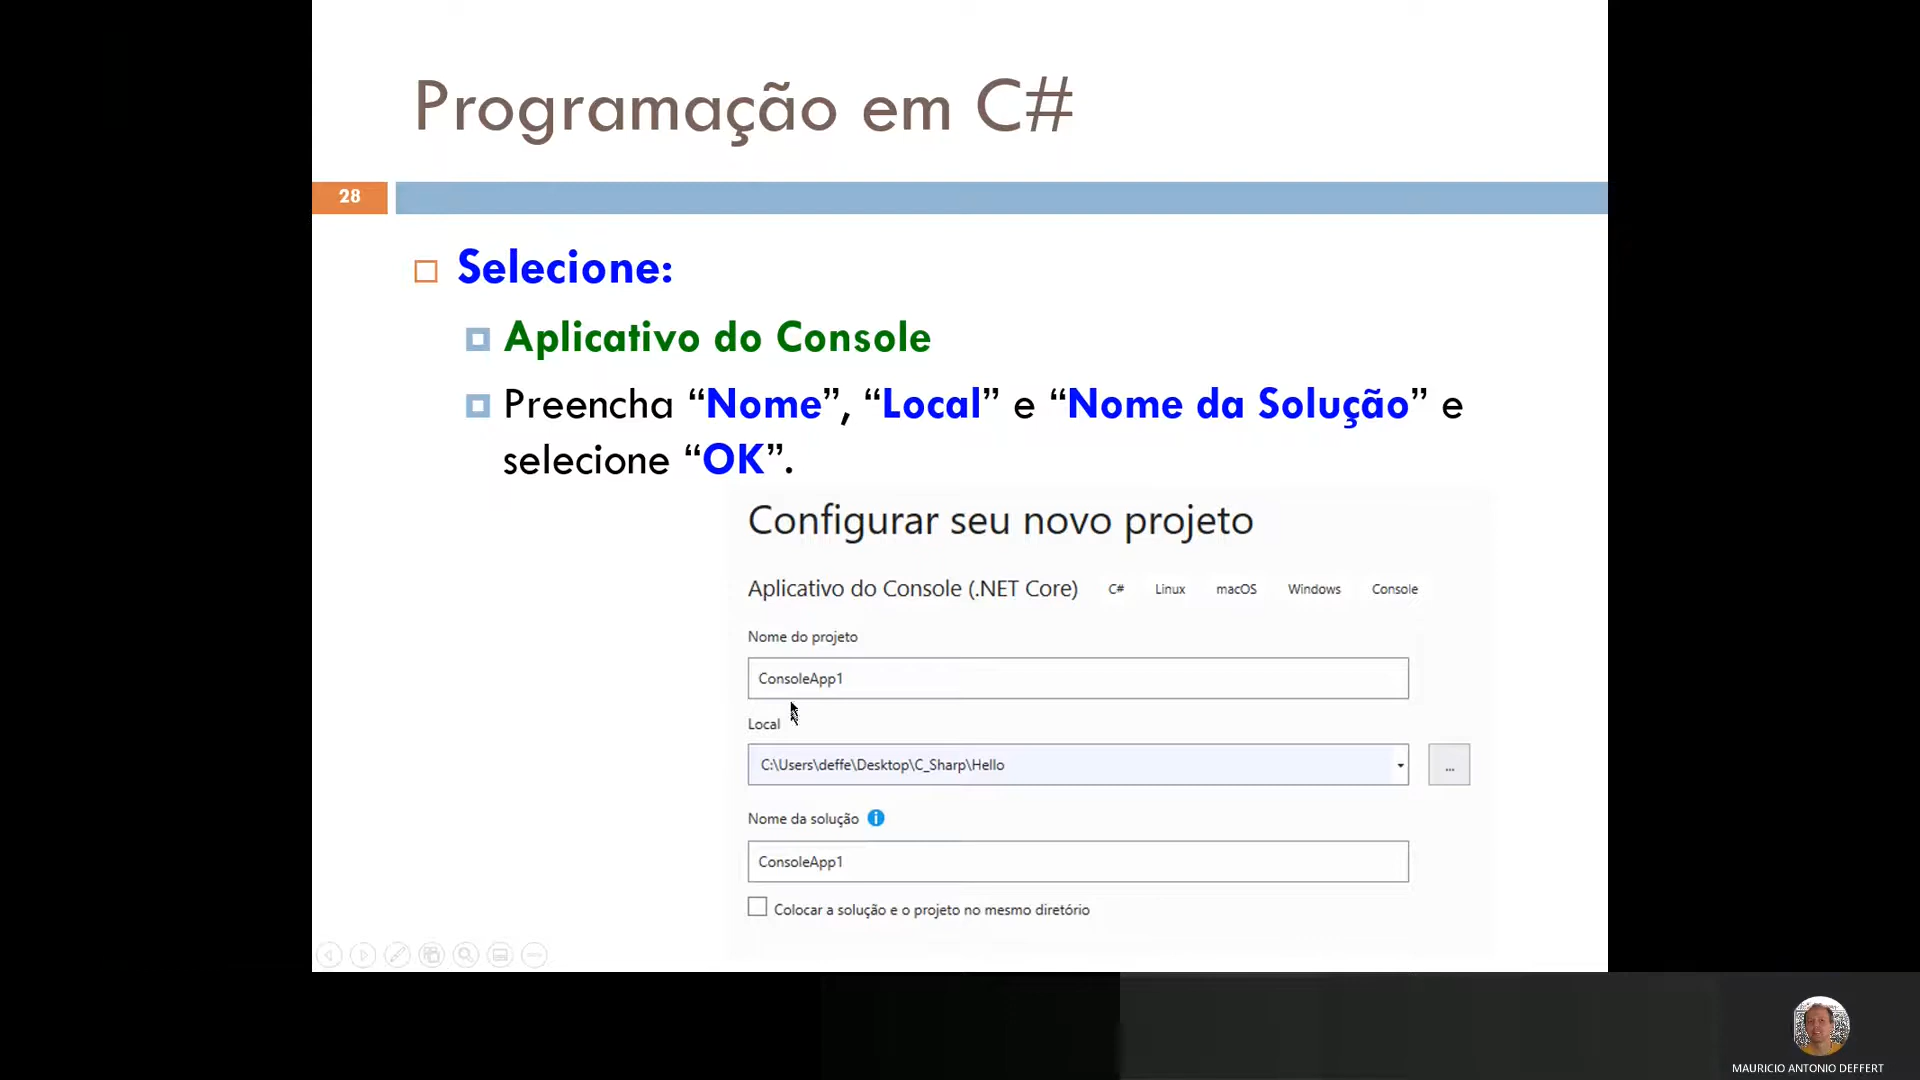 Programação em C#
28
Selecione:
Aplicativo do Console
Preencha “Nome”, “Local” e “Nome da Solução” e
selecione “OK”.
Configurar seu novo projeto
Aplicativo do Console (.NET Core) C# Linux macOS Windows Console
Nome do projeto
ConsoleApp1
Local
C:\Users\deffe\Desktop\C_Sharp\Hello
...
Nome da solução
ConsoleApp1
Colocar a solução e o projeto no mesmo diretório
MAURICIO ANTONIO DEFFERT